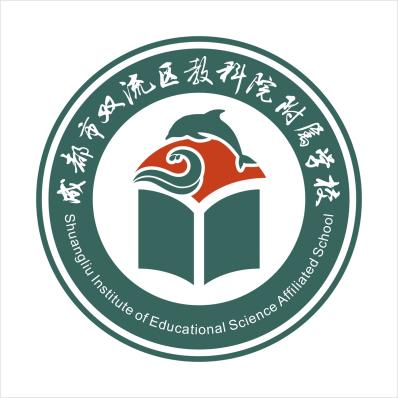 成都市双流区教科院附属学校
Shuangliu Institute of Educational Science Affiliated School